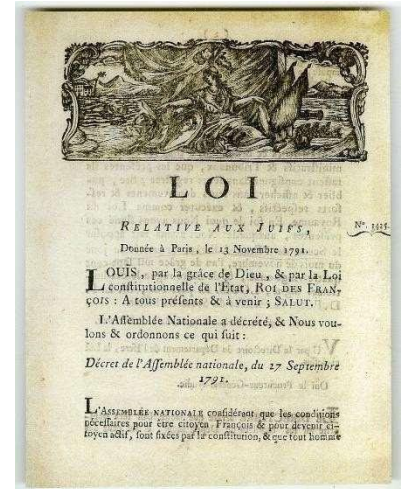 LOI
RELATIVE AUX JUIFS,
Donnée à Paris, le 13 Novembre 1791.
LOUIS, par la grâce de Dieu, & par la Loi
constitutionnelle de l'État, ROI DES FRAN-
ÇOIS : A tous présents & à venir ; SALUT.
L'Assemblée Nationale a décrété, & Nous vou-
lons & ordonnons ce qui suit :
Décret de l'Assemblée nationale, du 27 Septembre
1791.
L'ASSEMBLÉE NATIONALE considérant que les conditions
nécessaires pour être citoyen François & pour devenir ci-
toyen actif, sont fixées par la constitution, & que tout homme